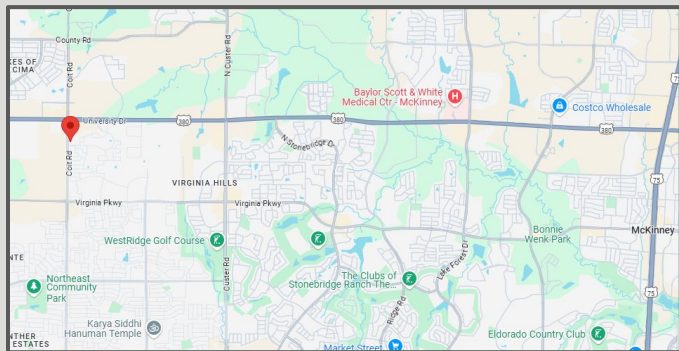 County Rd
KES OF
CIMA
Coit Rd
N Custer Rd
Baylor Scott & White
Medical Ctr - McKinney
H
Costco Wholesale
University Dr
380
380
380
75
N Stonebridge Dr
Coit Rd
VIRGINIA HILLS
Virginia Pkwy
Virginia Pkwy
WestRidge Golf Course
Bonnie
Wenk Park
McKinney
Custer Rd
Lake Forest Dr
NTE
Northeast
Community
Park
The Clubs of
Stonebridge Ranch The...
75
Ridge Rd
Karya Siddhi
Hanuman Temple
NTHER
ESTATES
Market Street
Eldorado Country Club